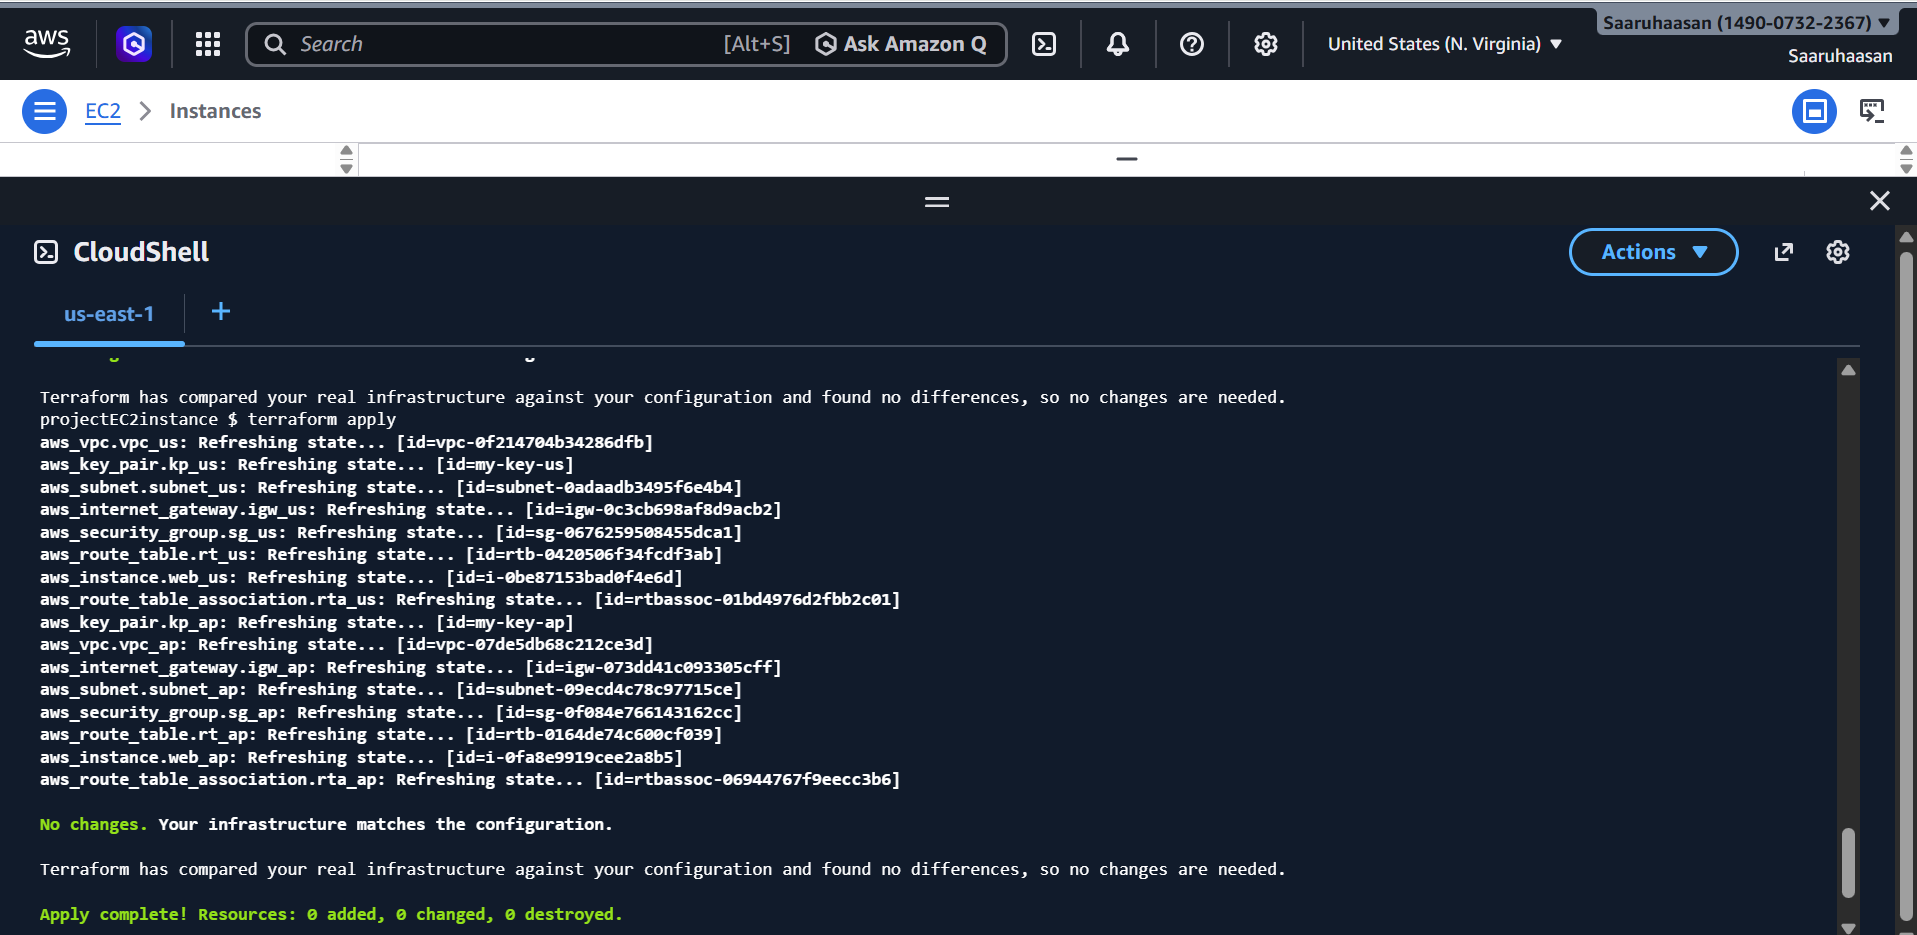 aws
Search
[Alt+S]
Ask Amazon Q
United States (N. Virginia)
Saaruhaasan (1490-0732-2367)
Saaruhaasan
EC2
Instances
CloudShell
Actions
us-east-1
Terraform has compared your real infrastructure against your configuration and found no differences, so no changes are needed.
projectEC2instance $ terraform apply
aws_vpc.vpc_us: Refreshing state... [id=vpc-0f214704b34286dfb]
aws_key_pair.kp_us: Refreshing state... [id=my-key-us]
aws_subnet.subnet_us: Refreshing state... [id=subnet-0adaadb3495f6e4b4]
aws_internet_gateway.igw_us: Refreshing state... [id=igw-0c3cb698af8d9acb2]
aws_security_group.sg_us: Refreshing state... [id=sg-0676259508455dca1]
aws_route_table.rt_us: Refreshing state... [id=rtb-0420506f34fcdf3ab]
aws_instance.web_us: Refreshing state... [id=i-0be87153bad0f4e6d]
aws_route_table_association.rta_us: Refreshing state... [id=rtbassoc-01bd4976d2fbb2c01]
aws_key_pair.kp_ap: Refreshing state... [id=my-key-ap]
aws_vpc.vpc_ap: Refreshing state... [id=vpc-07de5db68c212ce3d]
aws_internet_gateway.igw_ap: Refreshing state... [id=igw-073dd41c093305cff]
aws_subnet.subnet_ap: Refreshing state... [id=subnet-09ecd4c78c97715ce]
aws_security_group.sg_ap: Refreshing state... [id=sg-0f084e766143162cc]
aws_route_table.rt_ap: Refreshing state... [id=rtb-0164de74c600cf039]
aws_instance.web_ap: Refreshing state... [id=i-0fa8e9919cee2a8b5]
aws_route_table_association.rta_ap: Refreshing state... [id=rtbassoc-06944767f9eecc3b6]
No changes. Your infrastructure matches the configuration.
Terraform has compared your real infrastructure against your configuration and found no differences, so no changes are needed.
Apply complete! Resources: 0 added, 0 changed, 0 destroyed.